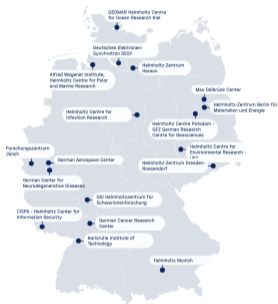 GEOMAR Helmholtz Centre
for Ocean Research Kiel
Deutsches Elektronen-
Synchrotron DESY
Helmholtz-Zentrum
Hereon
Alfred Wegener Institute,
Helmholtz Centre for Polar
and Marine Research
Max Delbrück Center
Helmholtz-Zentrum Berlin für
Materialien und Energie
Helmholtz Centre for
Infection Research
Helmholtz Centre Potsdam -
GFZ German Research
Centre for Geosciences
Helmholtz Centre for
Environmental Research –
Forschungszentrum
Jülich
German Aerospace Center
Helmholtz-Zentrum Dresden-
Rossendorf
German Center for
Neurodegenerative Diseases
GSI Helmholtzzentrum für
Schwerionenforschung
CISPA - Helmholtz Center for
Information Security
German Cancer Research
Center
Karlsruhe Institute of
Technology
Helmholtz Munich